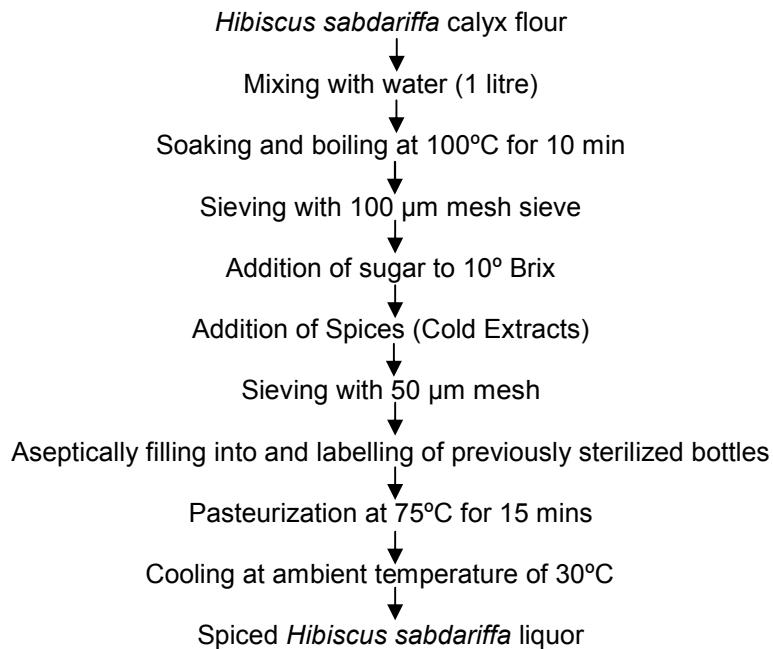 Hibiscus sabdariffa calyx flour
Mixing with water (1 litre)
Soaking and boiling at 100ºC for 10 min
Sieving with 100 µm mesh sieve
Addition of sugar to 10º Brix
Addition of Spices (Cold Extracts)
Sieving with 50 µm mesh
Aseptically filling into and labelling of previously sterilized bottles
Pasteurization at 75ºC for 15 mins
Cooling at ambient temperature of 30ºC
Spiced Hibiscus sabdariffa liquor